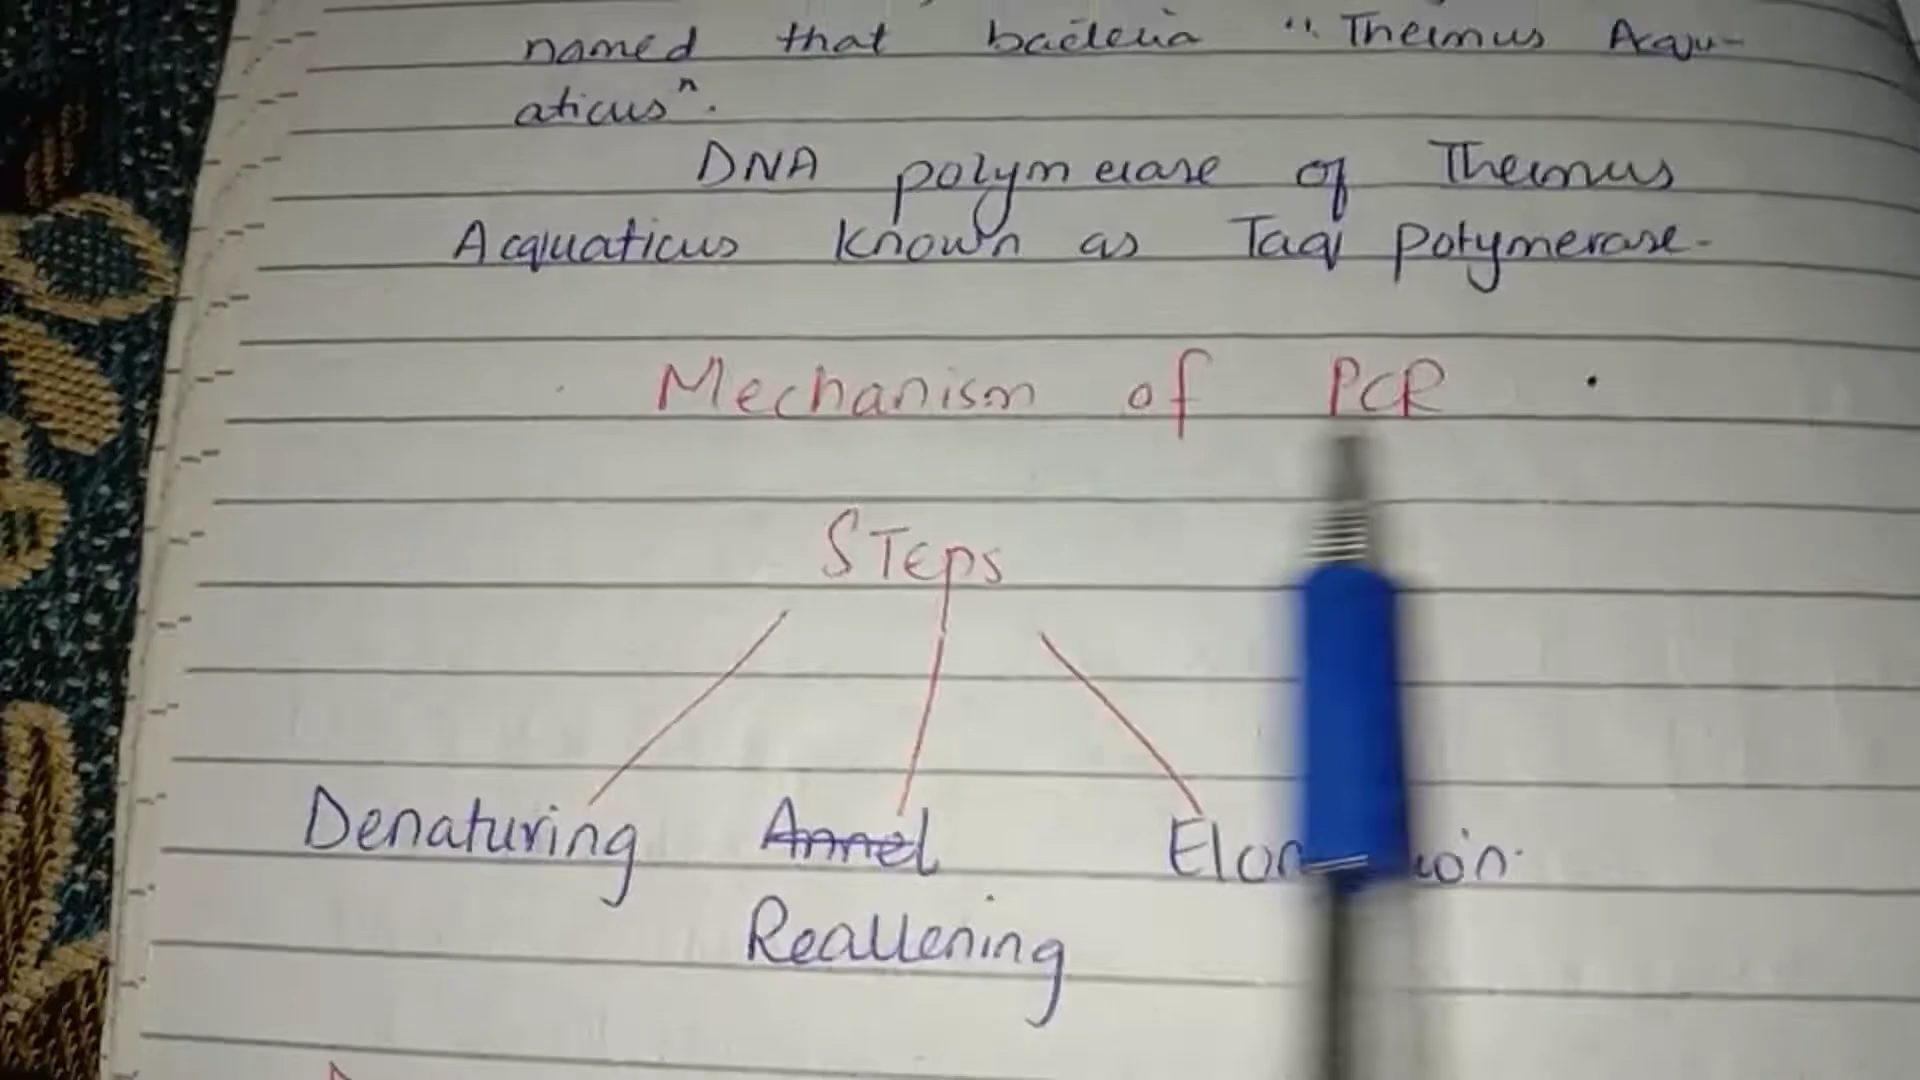 named that bacteria "Thermus Acqu-
aticus".
DNA polymerase of Thermus
Acquaticus known as Taq polymerase.
Mechanism of PCR
Steps
Denaturing Annel Elon
Reallening